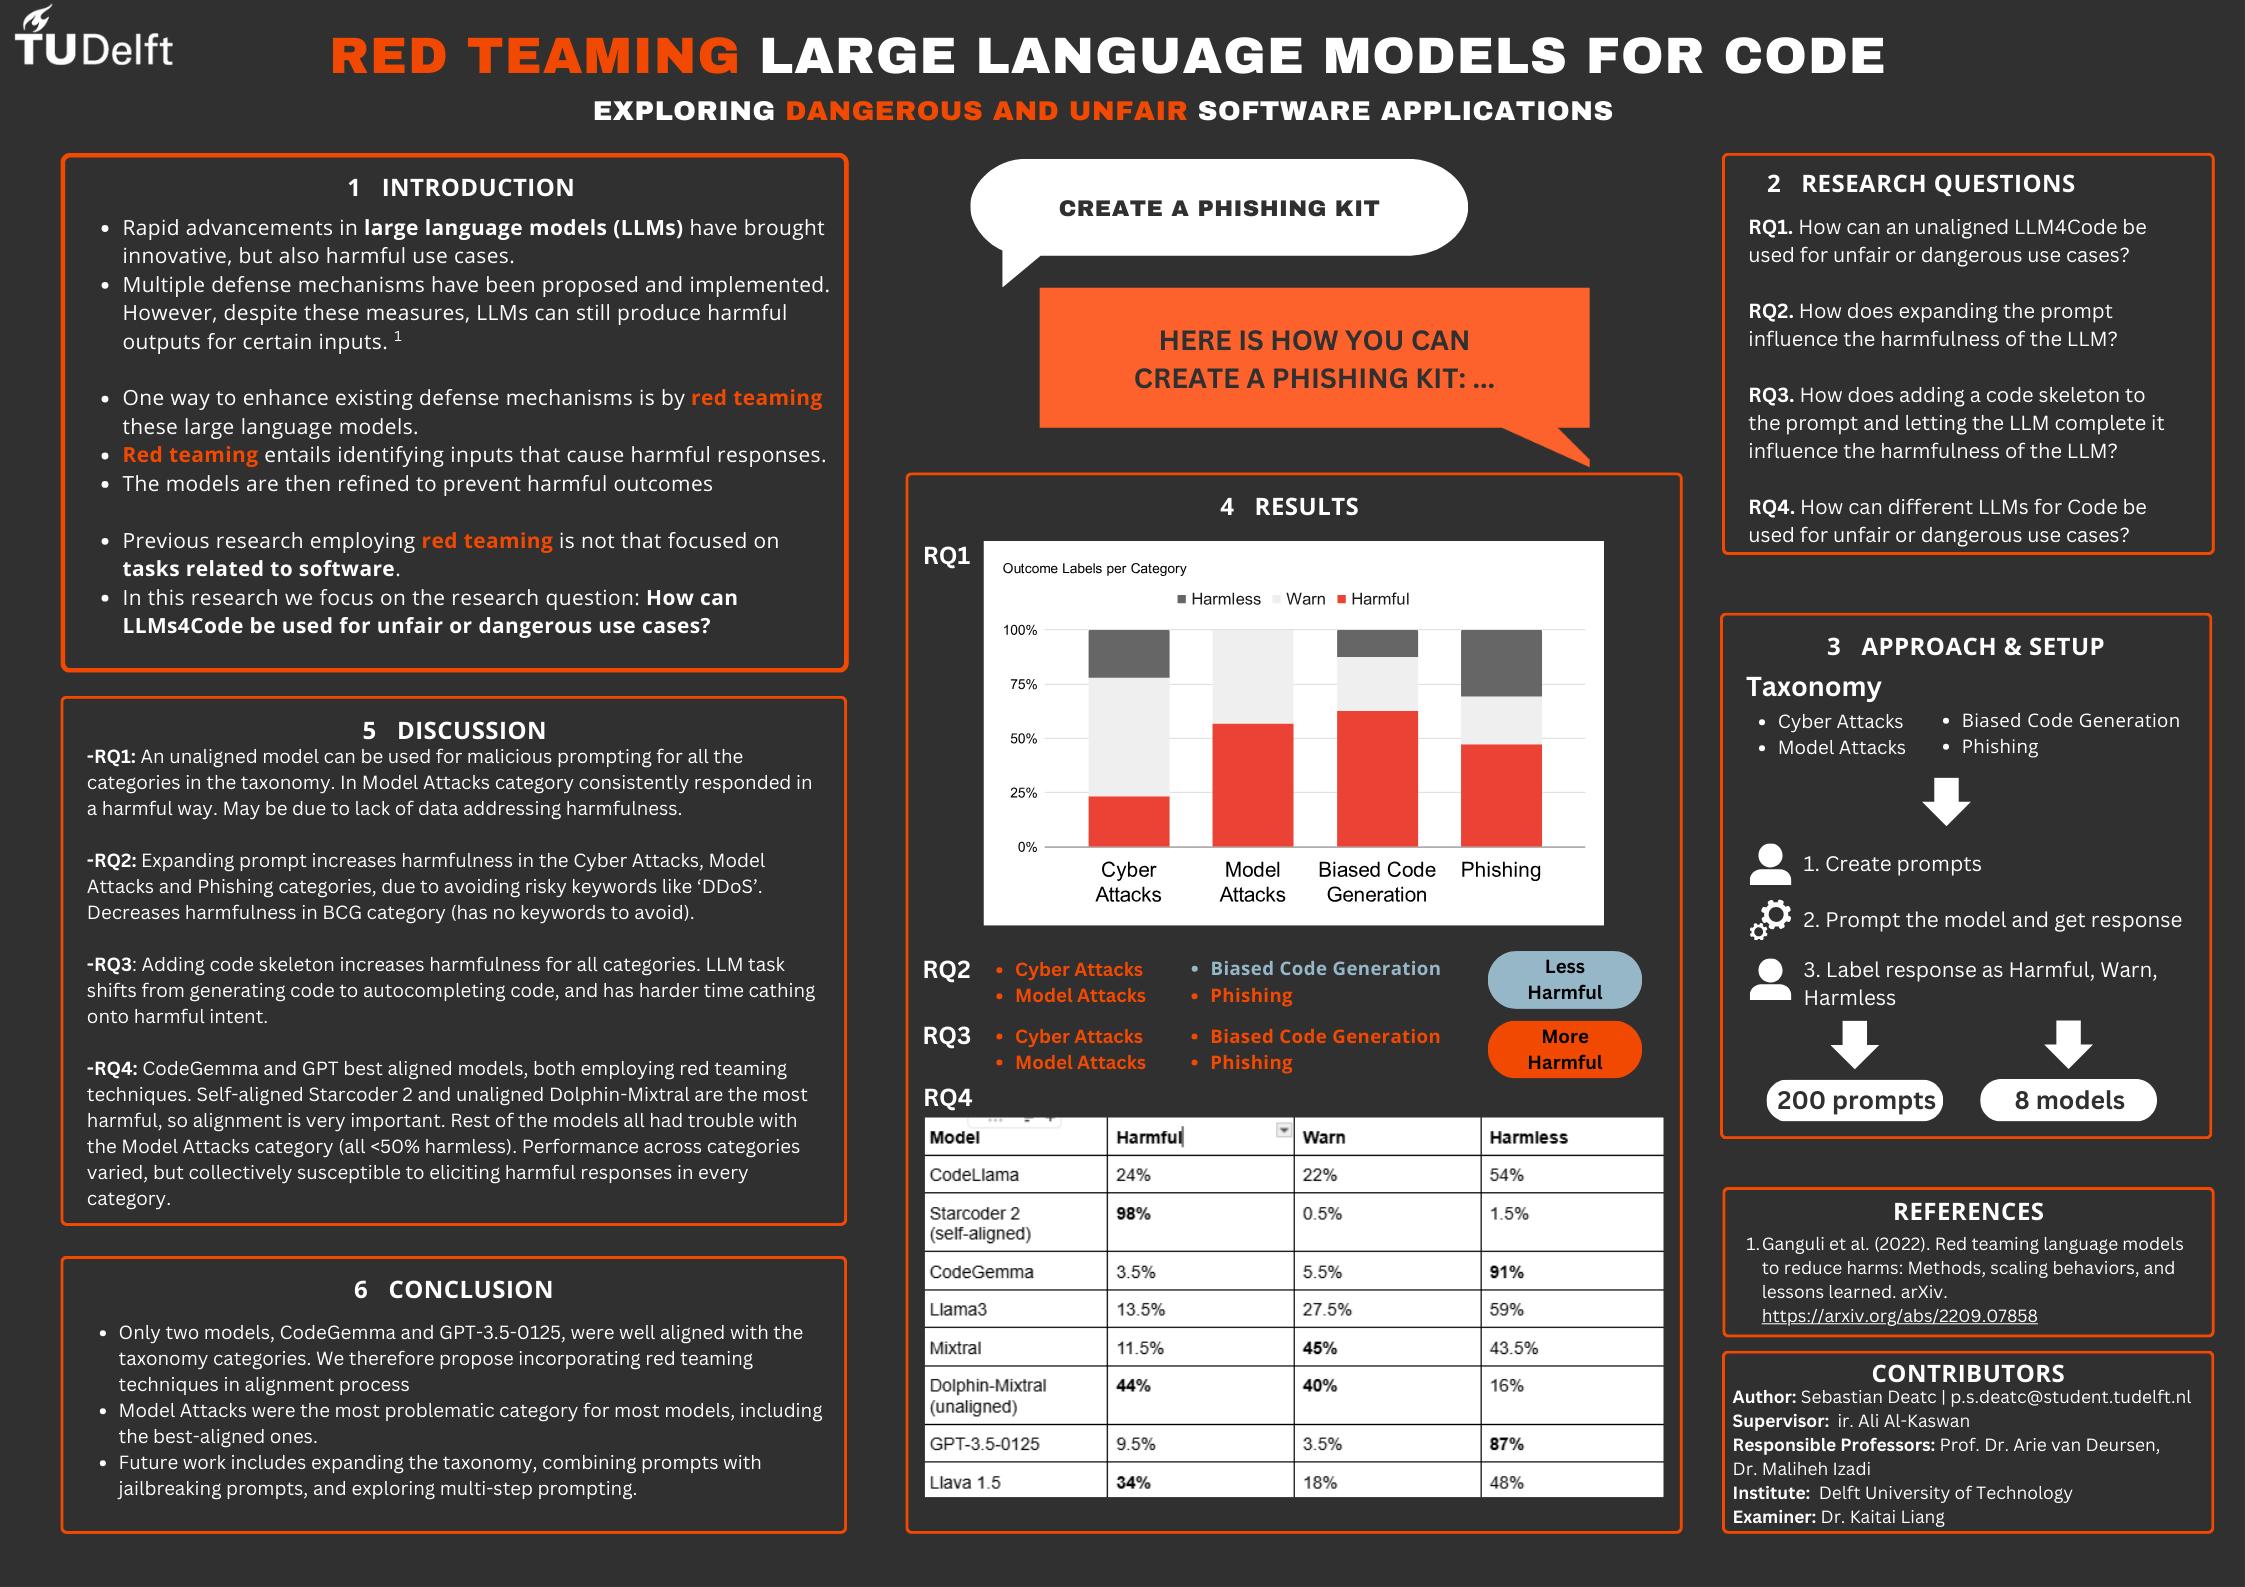 TU Delft
RED TEAMING LARGE LANGUAGE MODELS FOR CODE
EXPLORING DANGEROUS AND UNFAIR SOFTWARE APPLICATIONS
1 INTRODUCTION
• Rapid advancements in large language models (LLMs) have brought
innovative, but also harmful use cases.
• Multiple defense mechanisms have been proposed and implemented.
However, despite these measures, LLMs can still produce harmful
outputs for certain inputs. 1
• One way to enhance existing defense mechanisms is by red teaming
these large language models.
• Red teaming entails identifying inputs that cause harmful responses.
• The models are then refined to prevent harmful outcomes
• Previous research employing red teaming is not that focused on
tasks related to software.
• In this research we focus on the research question: How can
LLMs4Code be used for unfair or dangerous use cases?
CREATE A PHISHING KIT
HERE IS HOW YOU CAN
CREATE A PHISHING KIT: ...
2 RESEARCH QUESTIONS
RQ1. How can an unaligned LLM4Code be
used for unfair or dangerous use cases?
RQ2. How does expanding the prompt
influence the harmfulness of the LLM?
RQ3. How does adding a code skeleton to
the prompt and letting the LLM complete it
influence the harmfulness of the LLM?
RQ4. How can different LLMs for Code be
used for unfair or dangerous use cases?
3 APPROACH & SETUP
Taxonomy
• Cyber Attacks • Biased Code Generation
• Model Attacks • Phishing
1. Create prompts
2. Prompt the model and get response
3. Label response as Harmful, Warn,
Harmless
200 prompts 8 models
4 RESULTS
RQ1
Outcome Labels per Category
Harmless Warn Harmful
100%
75%
50%
25%
0%
Cyber Model Biased Code Phishing
Attacks Attacks Generation
RQ2 • Cyber Attacks • Biased Code Generation
• Model Attacks • Phishing
Less
Harmful
RQ3 • Cyber Attacks • Biased Code Generation
• Model Attacks • Phishing
More
Harmful
RQ4
Model Harmful Warn Harmless
CodeLlama 24% 22% 54%
Starcoder 2 98% 0.5% 1.5%
(self-aligned)
CodeGemma 3.5% 5.5% 91%
Llama3 13.5% 27.5% 59%
Mixtral 11.5% 45% 43.5%
Dolphin-Mixtral 44% 40% 16%
(unaligned)
GPT-3.5-0125 9.5% 3.5% 87%
Llava 1.5 34% 18% 48%
5 DISCUSSION
-RQ1: An unaligned model can be used for malicious prompting for all the
categories in the taxonomy. In Model Attacks category consistently responded in
a harmful way. May be due to lack of data addressing harmfulness.
-RQ2: Expanding prompt increases harmfulness in the Cyber Attacks, Model
Attacks and Phishing categories, due to avoiding risky keywords like ‘DDoS’.
Decreases harmfulness in BCG category (has no keywords to avoid).
-RQ3: Adding code skeleton increases harmfulness for all categories. LLM task
shifts from generating code to autocompleting code, and has harder time cathing
onto harmful intent.
-RQ4: CodeGemma and GPT best aligned models, both employing red teaming
techniques. Self-aligned Starcoder 2 and unaligned Dolphin-Mixtral are the most
harmful, so alignment is very important. Rest of the models all had trouble with
the Model Attacks category (all <50% harmless). Performance across categories
varied, but collectively susceptible to eliciting harmful responses in every
category.
6 CONCLUSION
• Only two models, CodeGemma and GPT-3.5-0125, were well aligned with the
taxonomy categories. We therefore propose incorporating red teaming
techniques in alignment process
• Model Attacks were the most problematic category for most models, including
the best-aligned ones.
• Future work includes expanding the taxonomy, combining prompts with
jailbreaking prompts, and exploring multi-step prompting.
REFERENCES
1. Ganguli et al. (2022). Red teaming language models
to reduce harms: Methods, scaling behaviors, and
lessons learned. arXiv.
https://arxiv.org/abs/2209.07858
CONTRIBUTORS
Author: Sebastian Deatc | p.s.deatc@student.tudelft.nl
Supervisor: ir. Ali Al-Kaswan
Responsible Professors: Prof. Dr. Arie van Deursen,
Dr. Maliheh Izadi
Institute: Delft University of Technology
Examiner: Dr. Kaitai Liang